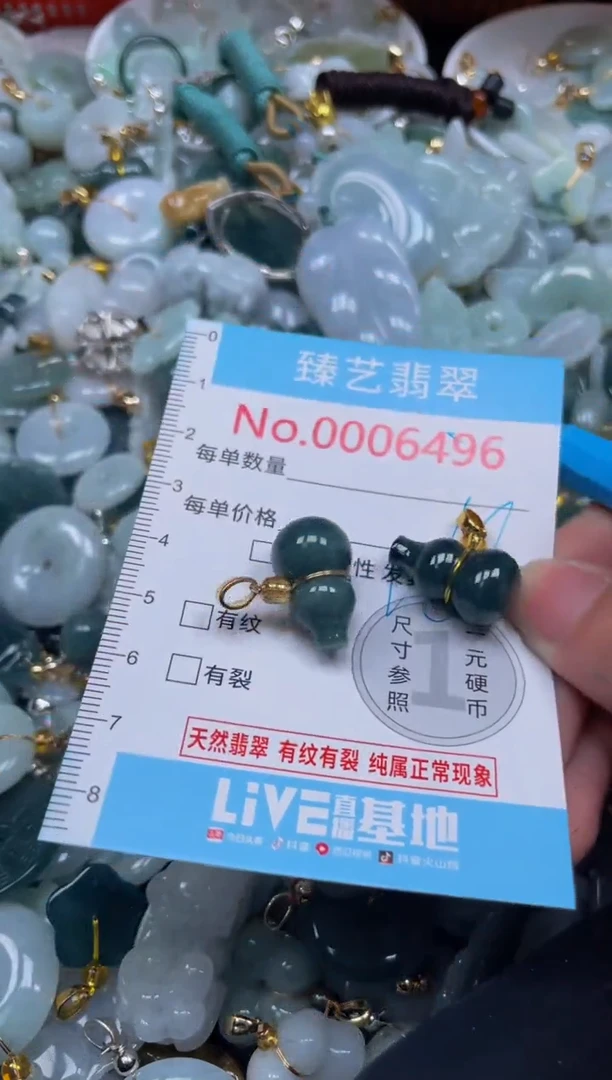 臻艺翡翠
No.0006496
每单数量
每单价格
性发
有纹
有裂
尺寸参照
1
元硬币
天然翡翠 有纹有裂 纯属正常现象
LiVE直播基地
0
1
2
3
4
5
6
7
8